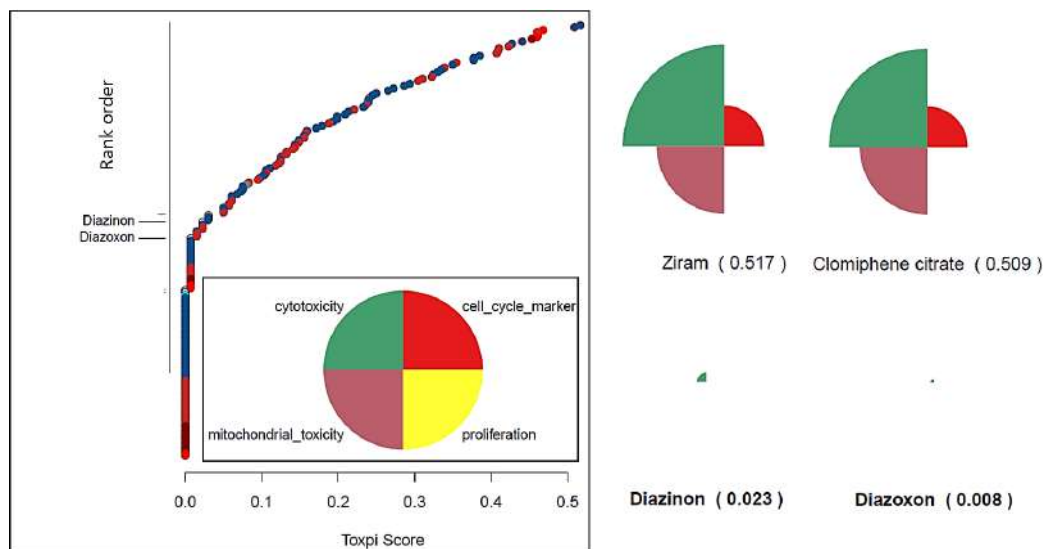 Rank order
Diazinon
Diazoxon
cytotoxicity
cell_cycle_marker
mitochondrial_toxicity
proliferation
0.0 0.1 0.2 0.3 0.4 0.5
Toxpi Score
Ziram ( 0.517 )
Clomiphene citrate ( 0.509 )
Diazinon ( 0.023 )
Diazoxon ( 0.008 )